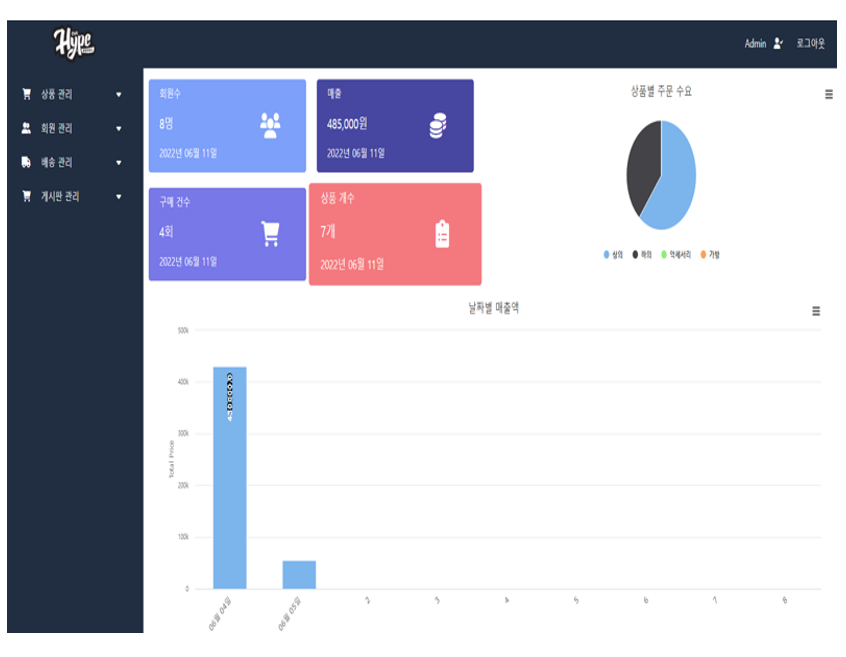 THE
Hype
Admin 로그아웃
상품 관리
회원 관리
배송 관리
게시판 관리
회원수
8명
2022년 06월 11일
매출
485,000원
2022년 06월 11일
구매 건수
4회
2022년 06월 11일
상품 개수
7개
2022년 06월 11일
상품별 주문 수요
상의 하의 악세서리 가방
날짜별 매출액
Total Price
500k
400k
300k
200k
100k
0
06월 04일 06월 05일 2 3 4 5 6 7 8